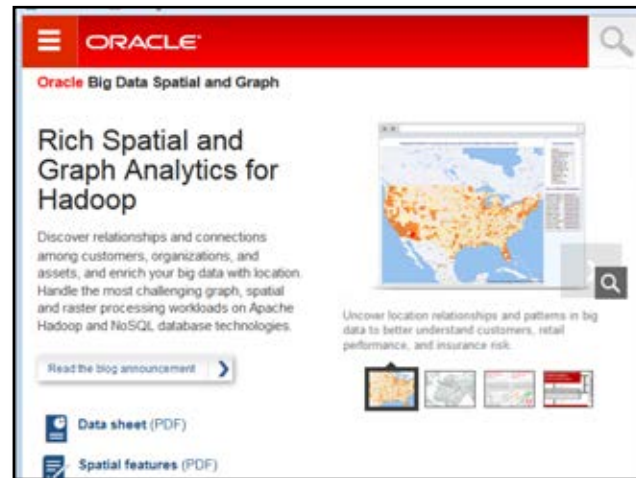 ORACLE
Oracle Big Data Spatial and Graph
Rich Spatial and
Graph Analytics for
Hadoop
Discover relationships and connections
among customers, organizations, and
assets, and enrich your big data with location.
Handle the most challenging graph, spatial
and raster processing workloads on Apache
Hadoop and NoSQL database technologies.
Read the blog announcement
Data sheet (PDF)
Spatial features (PDF)
Uncover location relationships and patterns in big
data to better understand customers, retail
performance, and insurance risk.